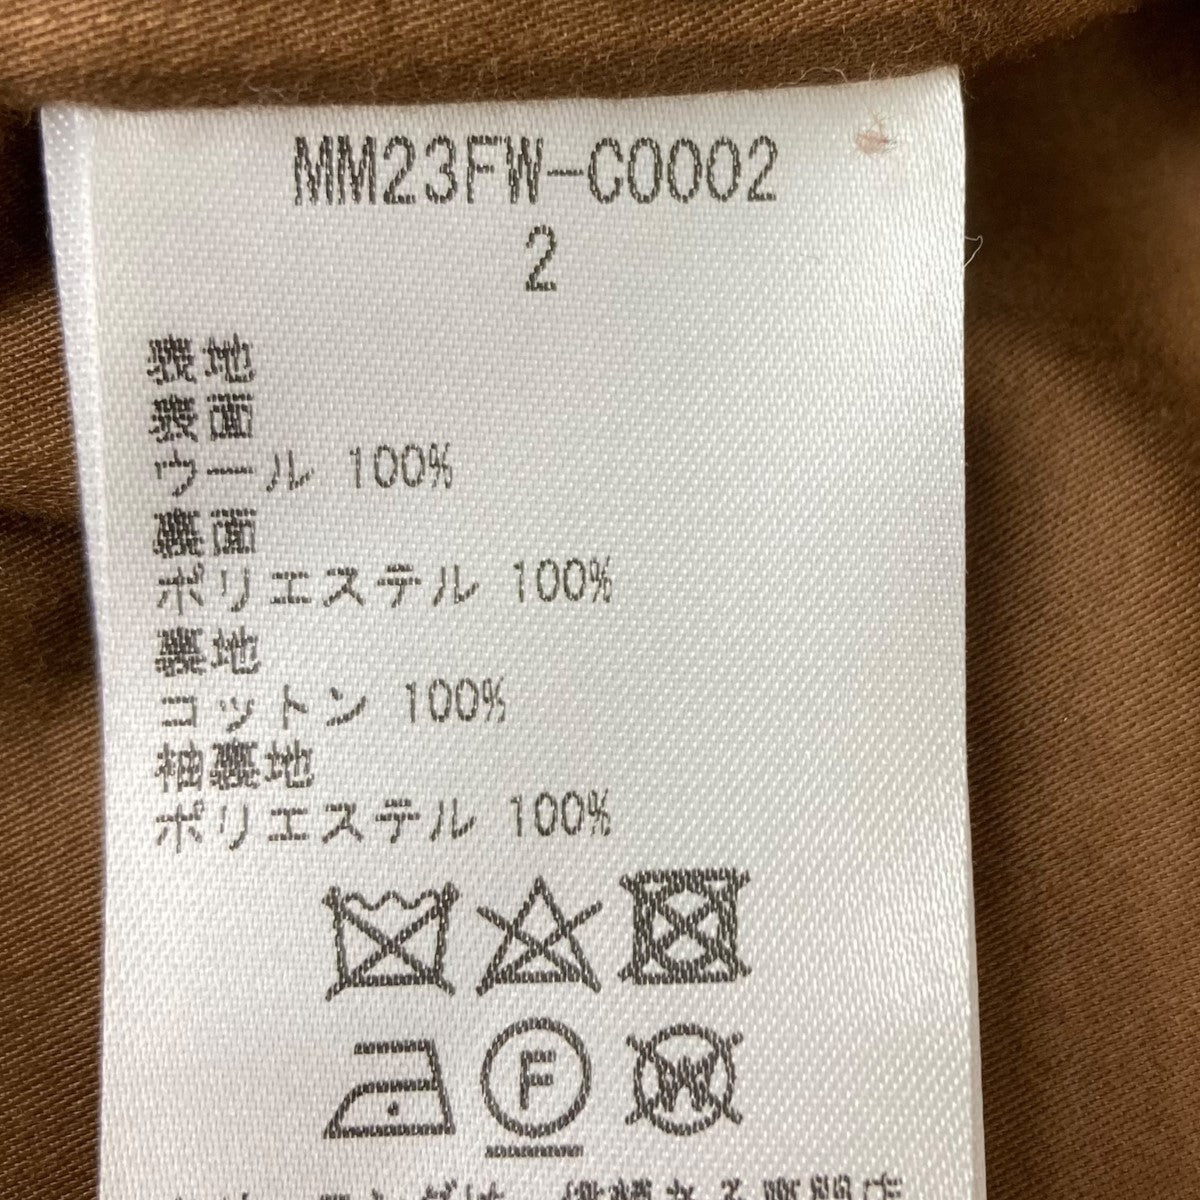 MM23FW-CO002
2
表地
表面
ウール 100%
裏面
ポリエステル 100%
裏地
コットン 100%
袖裏地
ポリエステル 100%
F
W